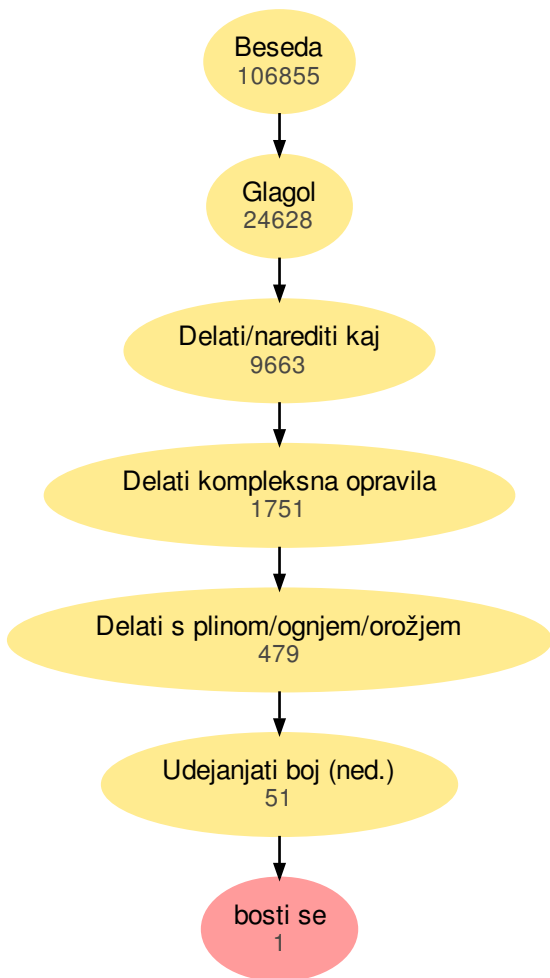 Beseda
106855
Glagol
24628
Delati/narediti kaj
9663
Delati kompleksna opravila
1751
Delati s plinom/ognjem/orožjem
479
Udejanjati boj (ned.)
51
bosti se
1